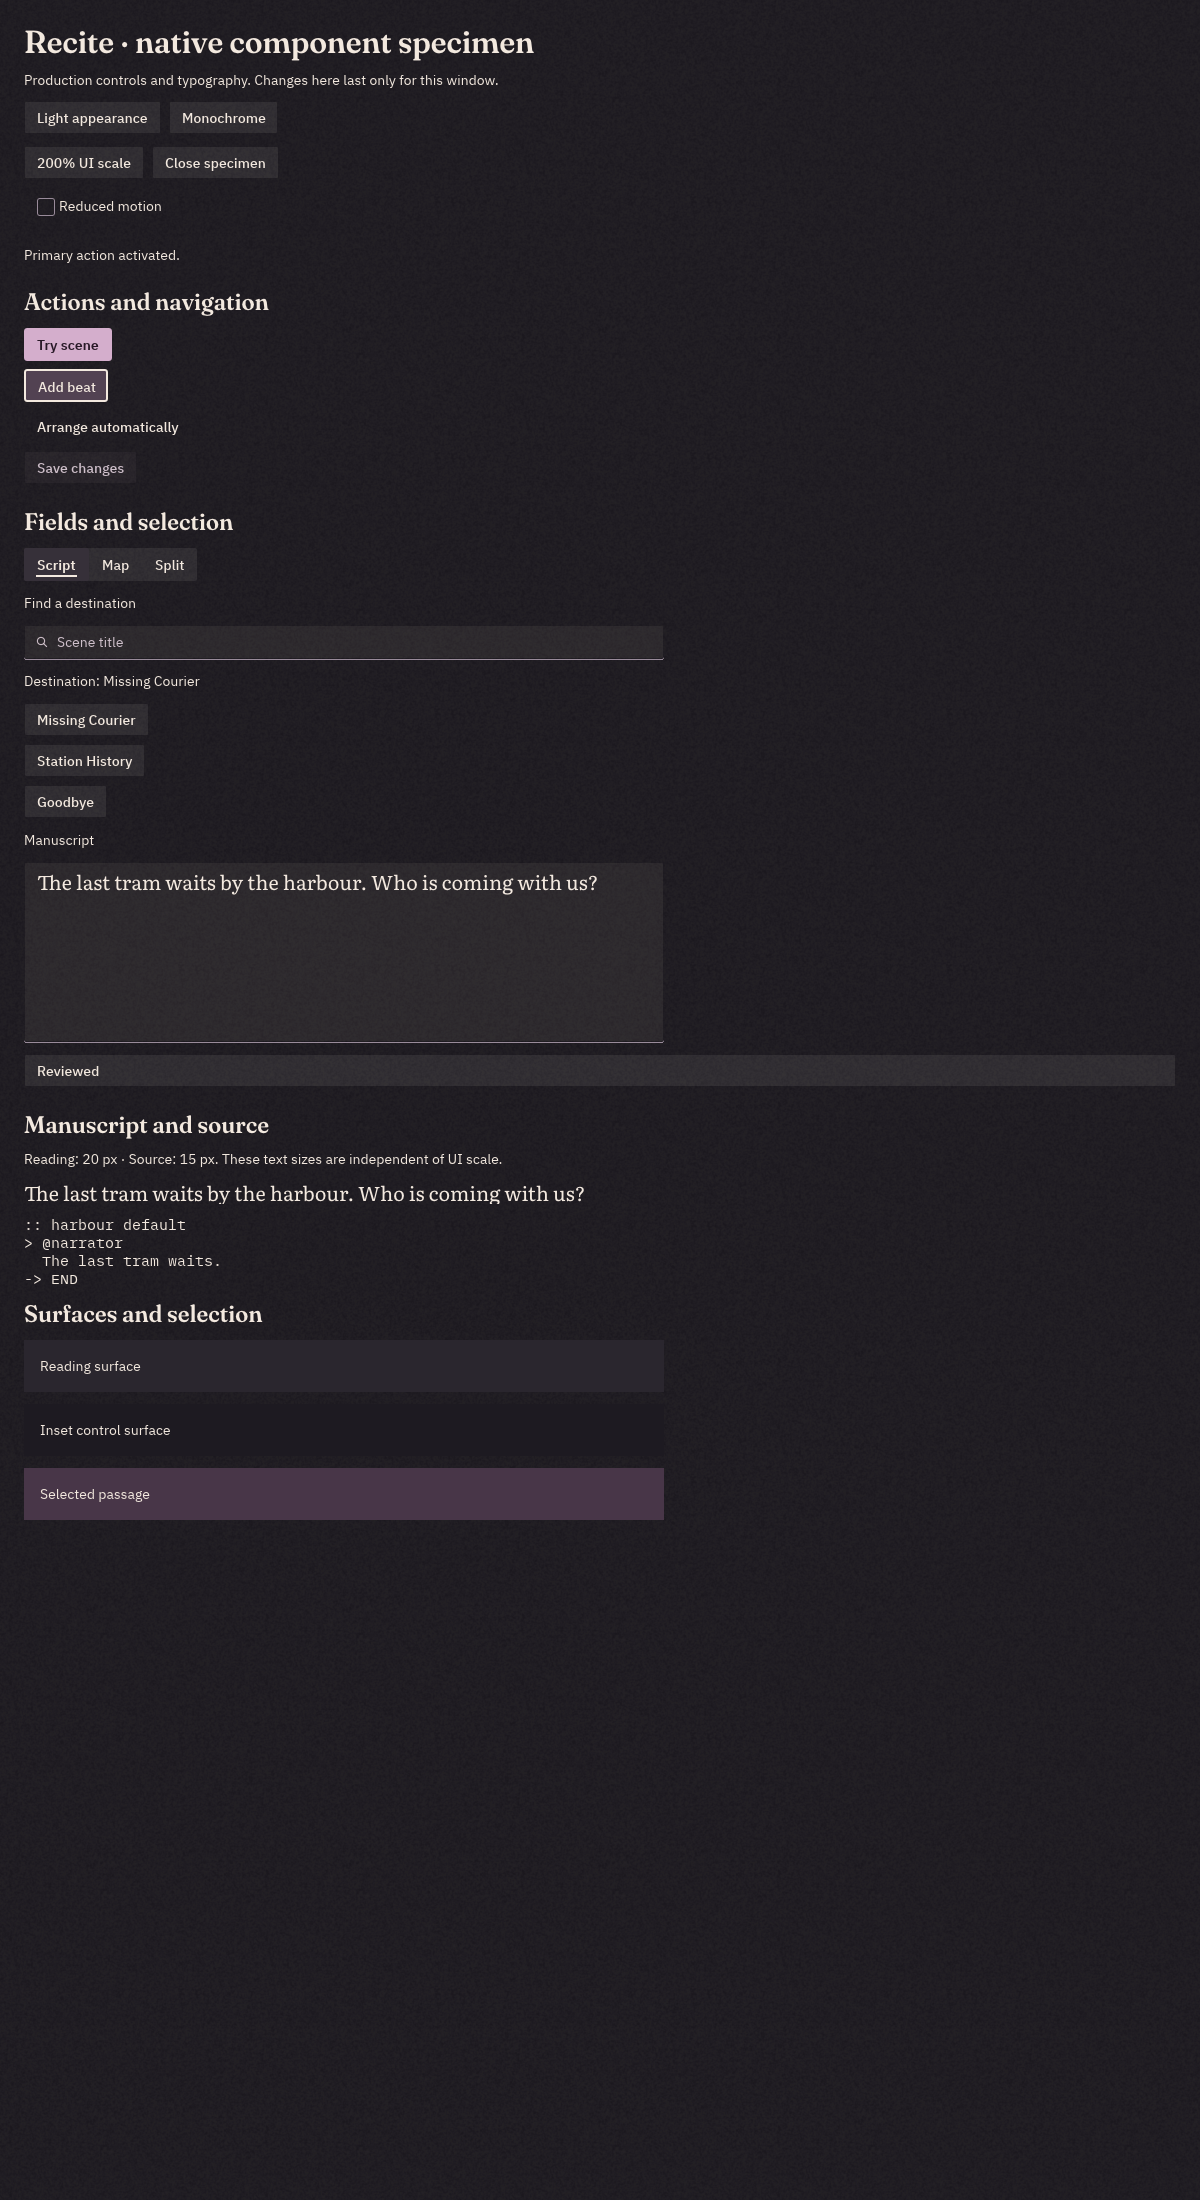 Recite · native component specimen
Production controls and typography. Changes here last only for this window.
Light appearance Monochrome
200% UI scale Close specimen
Reduced motion
Primary action activated.
Actions and navigation
Try scene
Add beat
Arrange automatically
Save changes
Fields and selection
Script Map Split
Find a destination
Scene title
Destination: Missing Courier
Missing Courier
Station History
Goodbye
Manuscript
The last tram waits by the harbour. Who is coming with us?
Reviewed
Manuscript and source
Reading: 20 px · Source: 15 px. These text sizes are independent of UI scale.
The last tram waits by the harbour. Who is coming with us?
:: harbour default
> @narrator
  The last tram waits.
-> END
Surfaces and selection
Reading surface
Inset control surface
Selected passage